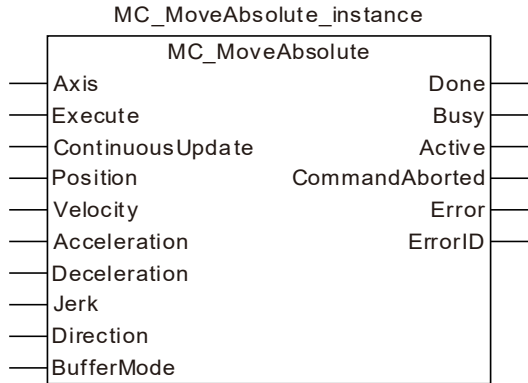 MC_MoveAbsolute_instance
MC_MoveAbsolute
Axis Done
Execute Busy
ContinuousUpdate Active
Position CommandAborted
Velocity Error
Acceleration ErrorID
Deceleration
Jerk
Direction
BufferMode